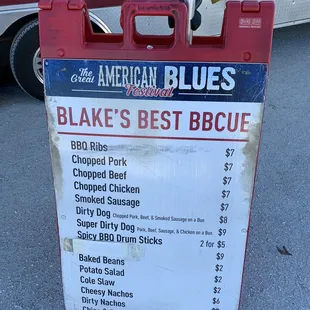 The Great AMERICAN BLUES
Festival
BLAKE'S BEST BBCUE
BBQ Ribs $7
Chopped Pork $7
Chopped Beef $7
Chopped Chicken $7
Smoked Sausage $7
Dirty Dog Chopped Pork, Beef, & Smoked Sausage on a Bun $8
Super Dirty Dog Pork, Beef, Sausage, & Chicken on a Bun $9
Spicy BBQ Drum Sticks 2 for $5
$9
Baked Beans $2
Potato Salad $2
Cole Slaw $2
Cheesy Nachos
Dirty Nachos $6